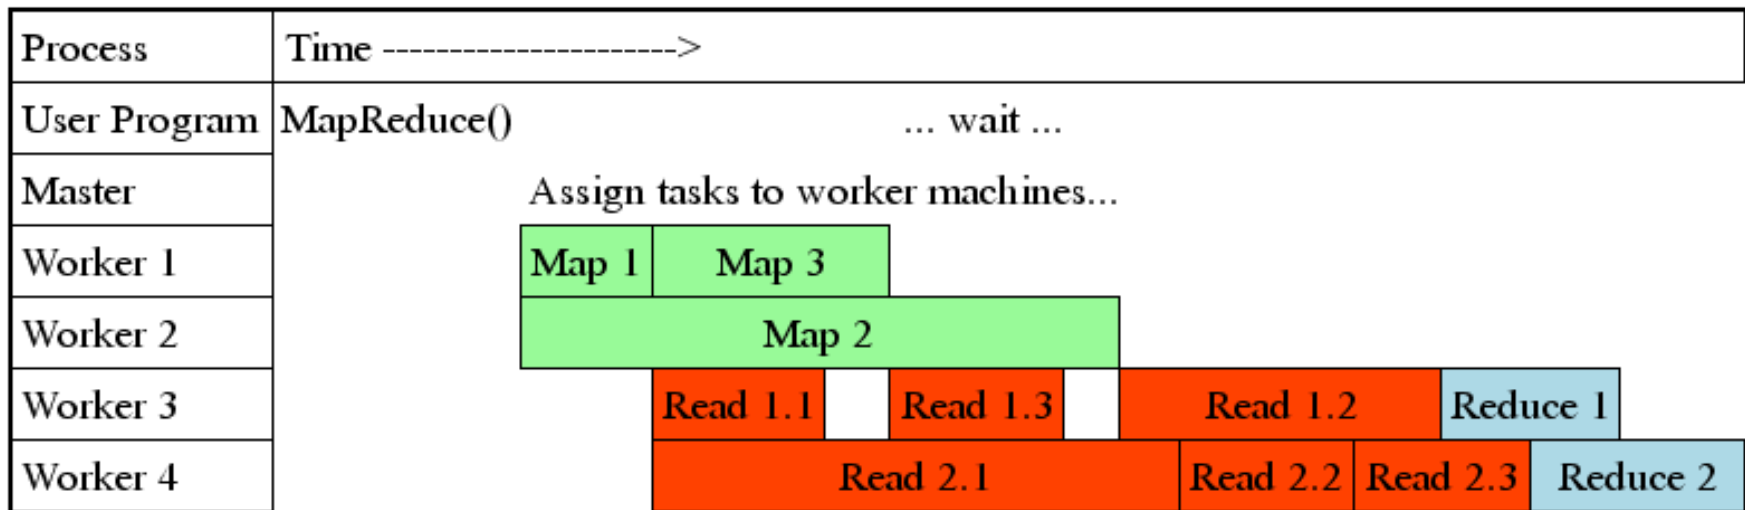 Process Time ---------------------->
User Program MapReduce() ... wait ...
Master Assign tasks to worker machines...
Worker 1 Map 1 Map 3
Worker 2 Map 2
Worker 3 Read 1.1 Read 1.3 Read 1.2 Reduce 1
Worker 4 Read 2.1 Read 2.2 Read 2.3 Reduce 2